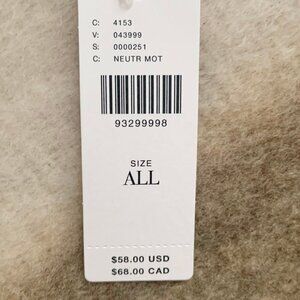 C: 4153
V: 043999
S: 0000251
C: NEUTR MOT
93299998
SIZE
ALL
$58.00 USD
$68.00 CAD